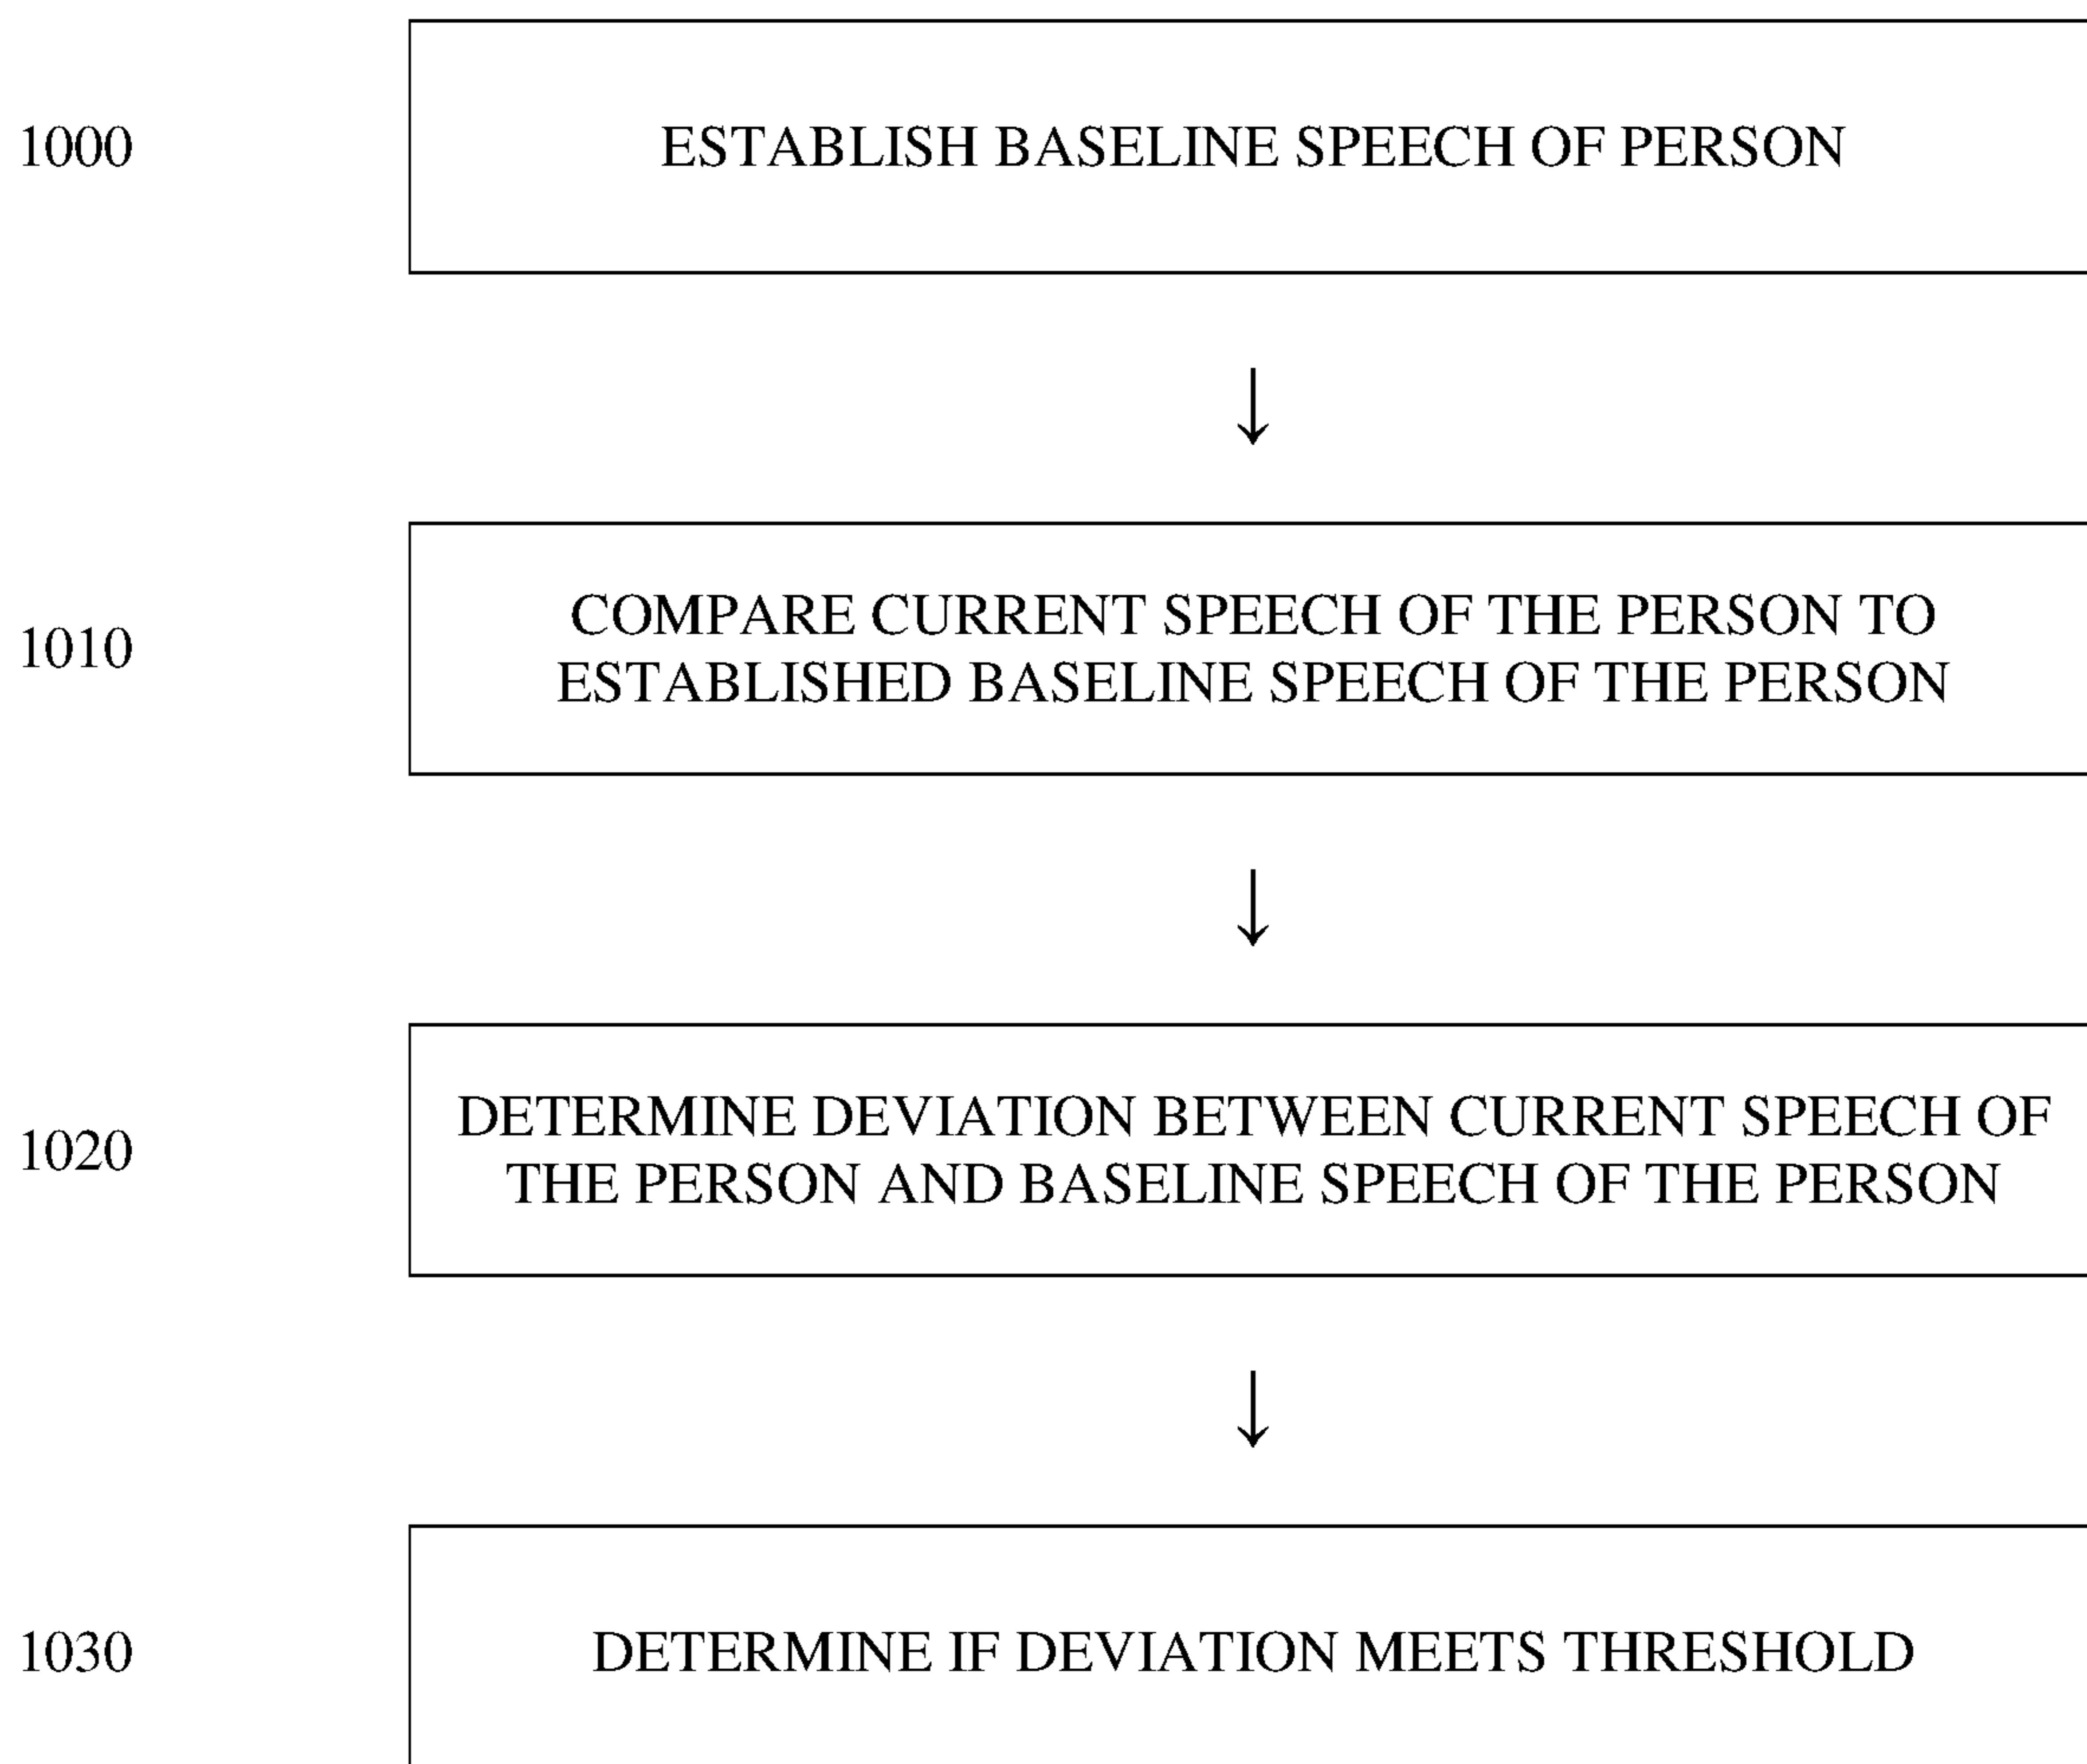 1000
ESTABLISH BASELINE SPEECH OF PERSON
↓
1010
COMPARE CURRENT SPEECH OF THE PERSON TO
ESTABLISHED BASELINE SPEECH OF THE PERSON
↓
1020
DETERMINE DEVIATION BETWEEN CURRENT SPEECH OF
THE PERSON AND BASELINE SPEECH OF THE PERSON
↓
1030
DETERMINE IF DEVIATION MEETS THRESHOLD